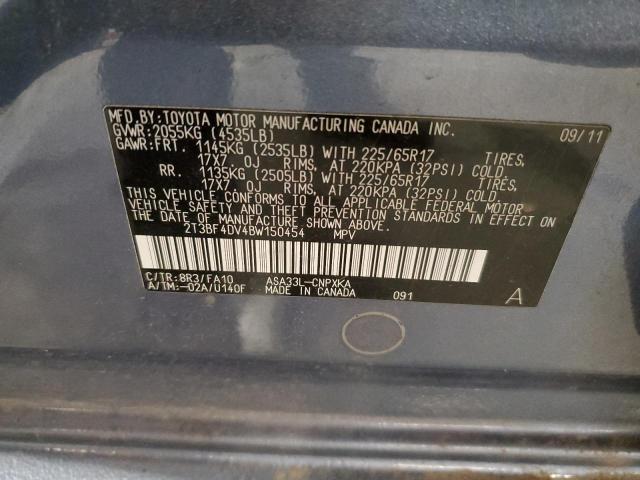 MFD.BY:TOYOTA MOTOR MANUFACTURING CANADA INC.
GVWR:2055KG (4535LB) 09/11
GAWR:FRT. 1145KG (2535LB) WITH 225/65R17 TIRES,
17X7 0J RIMS, AT 220KPA (32PSI) COLD
RR. 1135KG (2505LB) WITH 225/65R17 TIRES,
17X7 0J RIMS, AT 220KPA (32PSI) COLD
THIS VEHICLE CONFORMS TO ALL APPLICABLE FEDERAL MOTOR
VEHICLE SAFETY AND THEFT PREVENTION STANDARDS IN EFFECT
ON THE DATE OF MANUFACTURE SHOWN ABOVE.
2T3BF4DV4BW150454 MPV
C/TR:8R3/FA10 ASA33L-CNPXKA
A/TM:-02A/U140F MADE IN CANADA 091 A